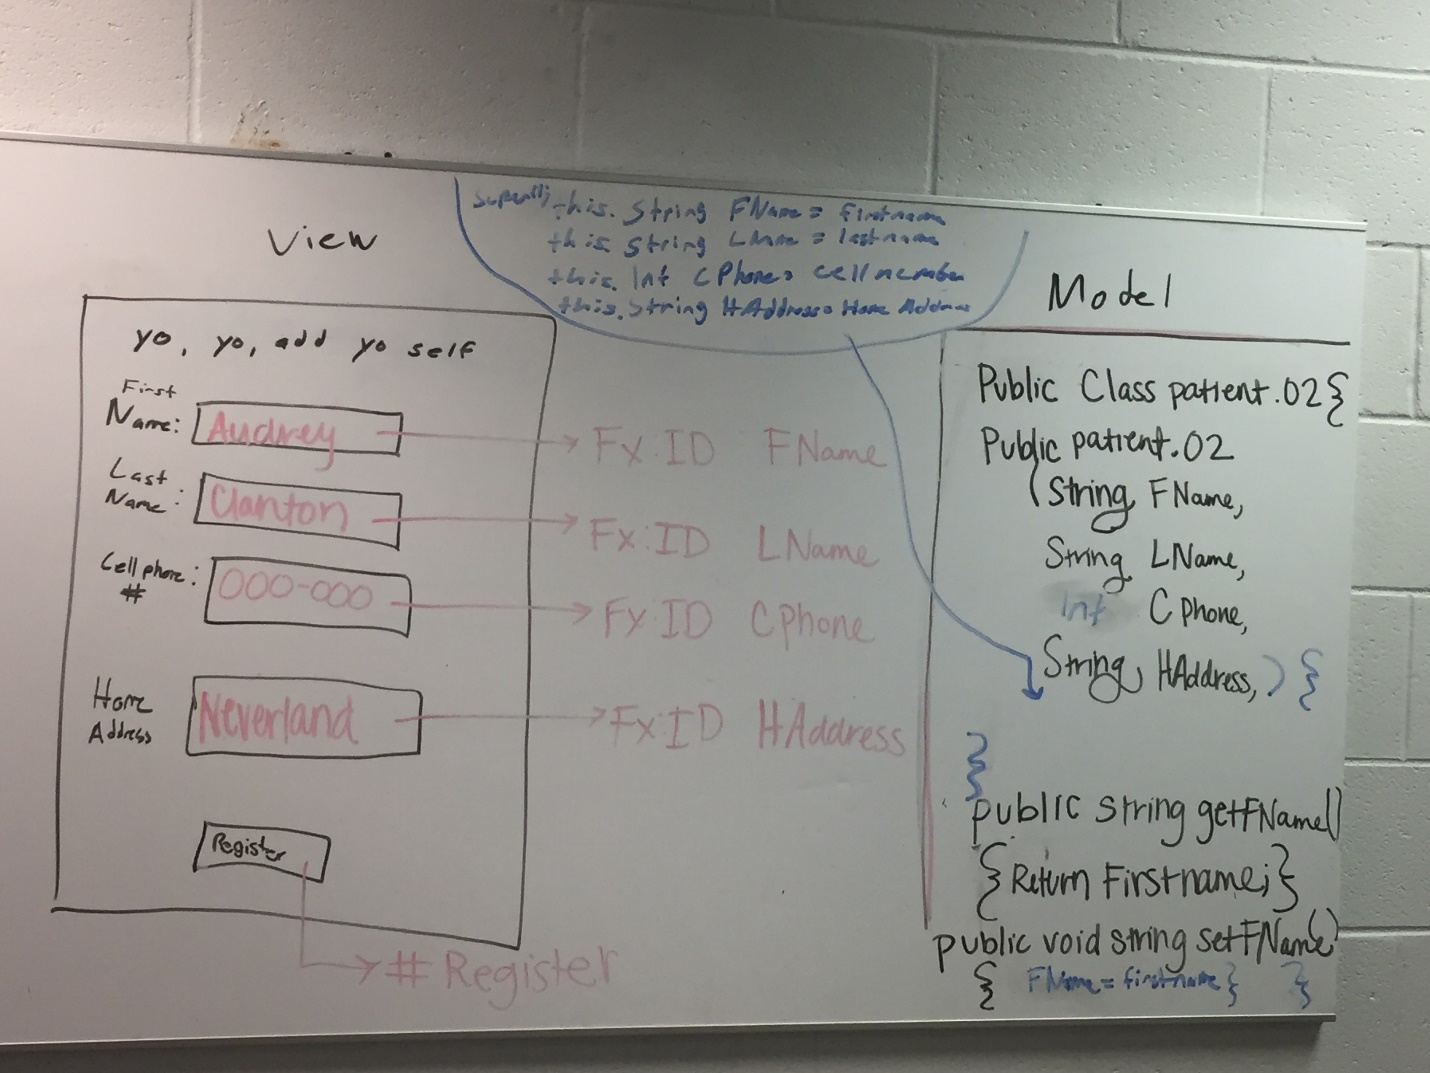 View
super();
this. String FName = firstname
this. String LName = lastname
this. Int CPhone = cell number
this. String HAddress = Home Address
yo, yo, add yo self
First
Name: Audrey
Fx:ID FName
Last
Name: Clanton
Fx:ID LName
Cell phone: 000-000
#
Fx:ID CPhone
Home
Address Neverland
Fx:ID HAddress
Register
# Register
Model
Public Class patient.02 {
Public patient.02
(String FName,
String LName,
Int CPhone,
String, HAddress, ) {
}
public string getFName()
{ Return Firstname; }
public void string setFName()
{ FName = firstname } }